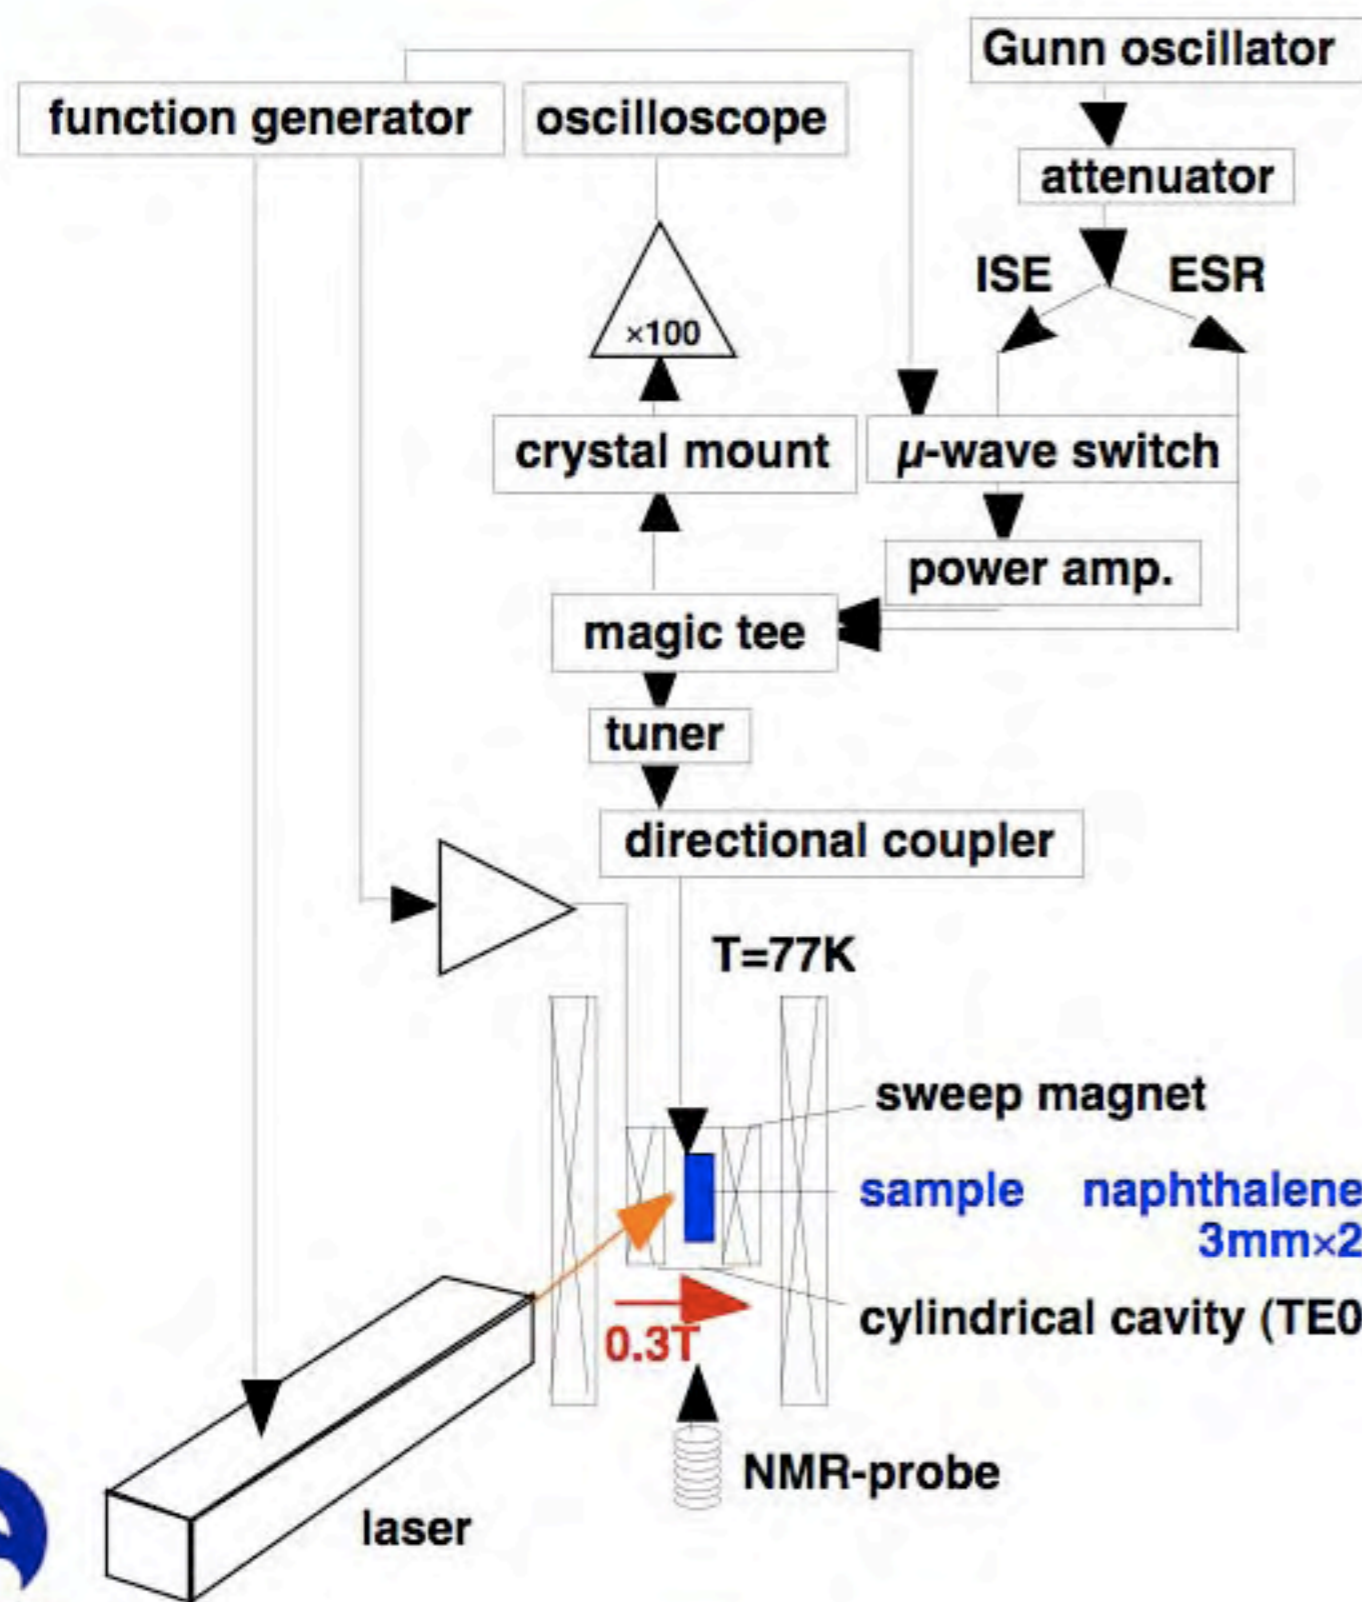 Gunn oscillator
function generator
oscilloscope
attenuator
ISE
ESR
×100
crystal mount
μ-wave switch
power amp.
magic tee
tuner
directional coupler
T=77K
sweep magnet
sample naphthalene
3mm×2
cylindrical cavity (TE0
0.3T
NMR-probe
laser